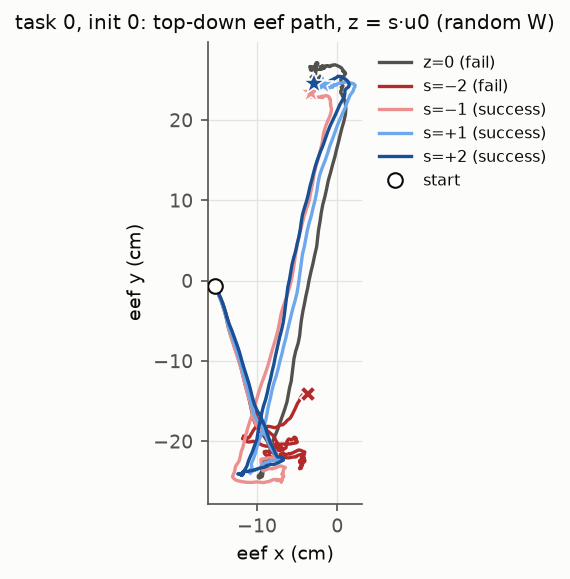 task 0, init 0: top-down eef path, z = s·u0 (random W)
z=0 (fail)
s=−2 (fail)
s=−1 (success)
s=+1 (success)
s=+2 (success)
start
eef y (cm)
20
10
0
−10
−20
−10
0
eef x (cm)